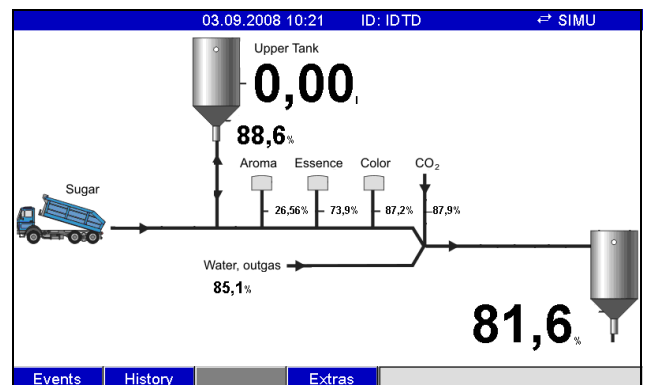 03.09.2008 10:21 ID: IDTD ⇄ SIMU
Upper Tank
0,00 l
88,6%
Aroma Essence Color CO₂
Sugar
26,56% 73,9% 87,2% 87,9%
Water, outgas
85,1%
81,6%
Events History Extras